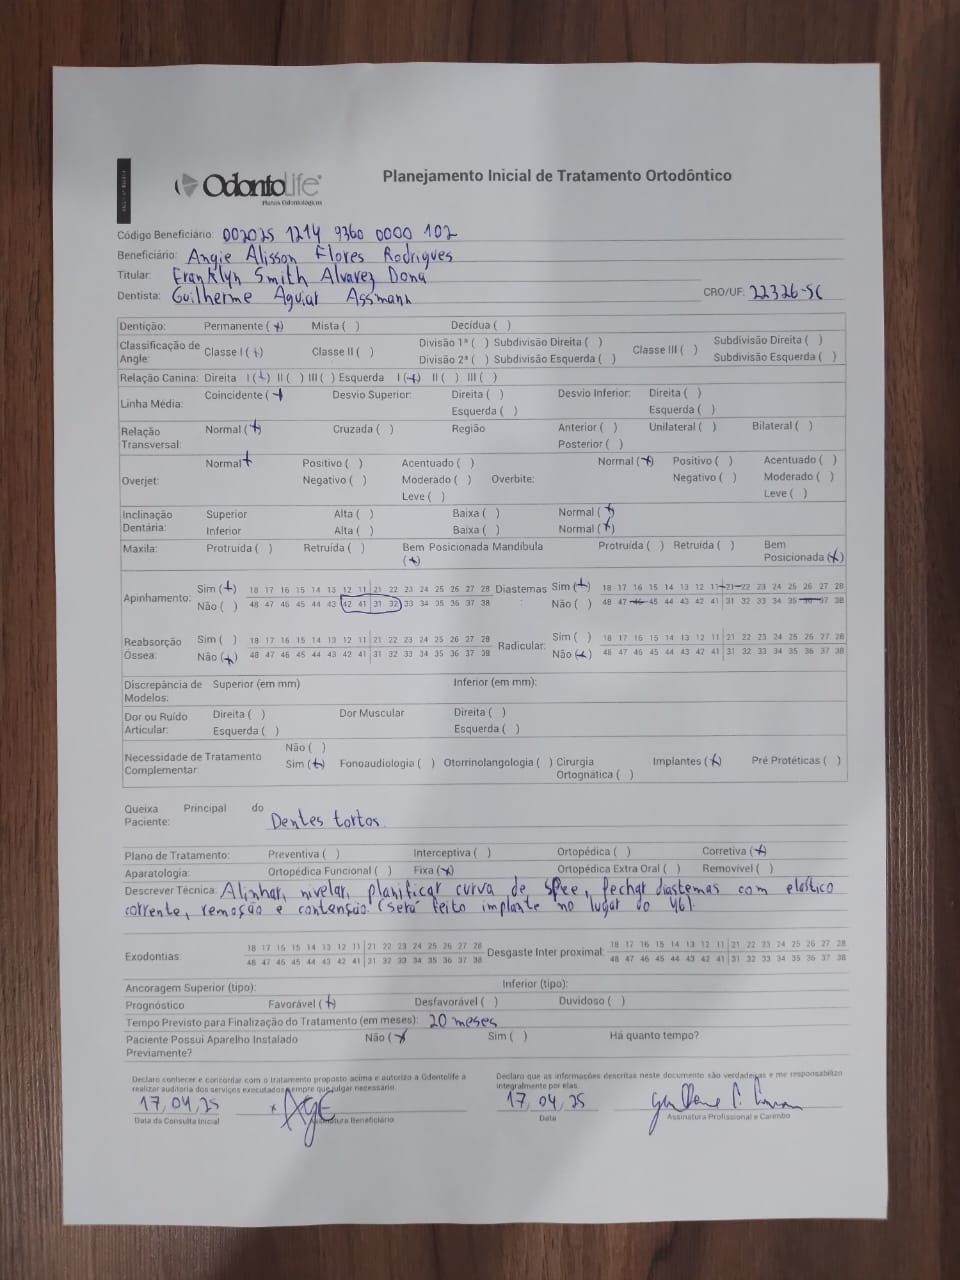 OdontoLife
Planos Odontológicos
Planejamento Inicial de Tratamento Ortodôntico
Código Beneficiário: 002025 1214 9360 0000 102
Beneficiário: Angie Alisson Flores Rodrigues
Titular: Franklyn Smith Alvarez Dona
Dentista: Guilherme Aguiar Assmann CRO/UF: 22326-SC
Dentição: Permanente (x) Mista ( ) Decídua ( )
Classificação de Angle: Classe I (x) Classe II ( ) Divisão 1ª ( ) Subdivisão Direita ( ) Classe III ( ) Subdivisão Direita ( )
Divisão 2ª ( ) Subdivisão Esquerda ( ) Subdivisão Esquerda ( )
Relação Canina: Direita I (x) II ( ) III ( ) Esquerda I (x) II ( ) III ( )
Linha Média: Coincidente (x) Desvio Superior: Direita ( ) Desvio Inferior: Direita ( )
Esquerda ( ) Esquerda ( )
Relação Transversal: Normal (x) Cruzada ( ) Região Anterior ( ) Unilateral ( ) Bilateral ( )
Posterior ( )
Overjet: Normal x Positivo ( ) Acentuado ( ) Overbite: Normal (x) Positivo ( ) Acentuado ( )
Negativo ( ) Moderado ( ) Negativo ( ) Moderado ( )
Leve ( ) Leve ( )
Inclinação Dentária: Superior Alta ( ) Baixa ( ) Normal (x)
Inferior Alta ( ) Baixa ( ) Normal (x)
Maxila: Protruída ( ) Retruída ( ) Bem Posicionada (x) Mandíbula Protruída ( ) Retruída ( ) Bem Posicionada (x)
Apinhamento: Sim (x) 18 17 16 15 14 13 12 11 21 22 23 24 25 26 27 28 Diastemas Sim (x) 18 17 16 15 14 13 12 11 21 22 23 24 25 26 27 28
Não ( ) 48 47 46 45 44 43 42 41 31 32 33 34 35 36 37 38 Não ( ) 48 47 46 45 44 43 42 41 31 32 33 34 35 36 37 38
Reabsorção Óssea: Sim ( ) 18 17 16 15 14 13 12 11 21 22 23 24 25 26 27 28 Radicular: Sim ( ) 18 17 16 15 14 13 12 11 21 22 23 24 25 26 27 28
Não (x) 48 47 46 45 44 43 42 41 31 32 33 34 35 36 37 38 Não (x) 48 47 46 45 44 43 42 41 31 32 33 34 35 36 37 38
Discrepância de Modelos: Superior (em mm) Inferior (em mm):
Dor ou Ruído Articular: Direita ( ) Dor Muscular Direita ( )
Esquerda ( ) Esquerda ( )
Necessidade de Tratamento Complementar: Não ( )
Sim (x) Fonoaudiologia ( ) Otorrinolangologia ( ) Cirurgia Ortognática ( ) Implantes (x) Pré Protéticas ( )
Queixa Principal do Paciente: Dentes tortos.
Plano de Tratamento: Preventiva ( ) Interceptiva ( ) Ortopédica ( ) Corretiva (x)
Aparatologia: Ortopédica Funcional ( ) Fixa (x) Ortopédica Extra Oral ( ) Removível ( )
Descrever Técnica: Alinhar, nivelar, planificar curva de Spee, fechar diastemas com elástico
corrente, remoção e contenção. (Será feito implante no lugar do 46).
Exodontias: 18 17 16 15 14 13 12 11 21 22 23 24 25 26 27 28 Desgaste Inter proximal: 18 17 16 15 14 13 12 11 21 22 23 24 25 26 27 28
48 47 46 45 44 43 42 41 31 32 33 34 35 36 37 38 48 47 46 45 44 43 42 41 31 32 33 34 35 36 37 38
Ancoragem Superior (tipo): Inferior (tipo):
Prognóstico Favorável (x) Desfavorável ( ) Duvidoso ( )
Tempo Previsto para Finalização do Tratamento (em meses): 20 meses
Paciente Possui Aparelho Instalado Previamente? Não (x) Sim ( ) Há quanto tempo?
Declaro conhecer e concordar com o tratamento proposto acima e autorizo a Odontolife a
realizar auditoria dos serviços executados sempre que julgar necessário.
Declaro que as informações descritas neste documento são verdadeiras e me responsabilizo
integralmente por elas.
17, 04, 25 x AgE 17, 04, 25
Data da Consulta Inicial Assinatura Beneficiário Data Assinatura Profissional e Carimbo